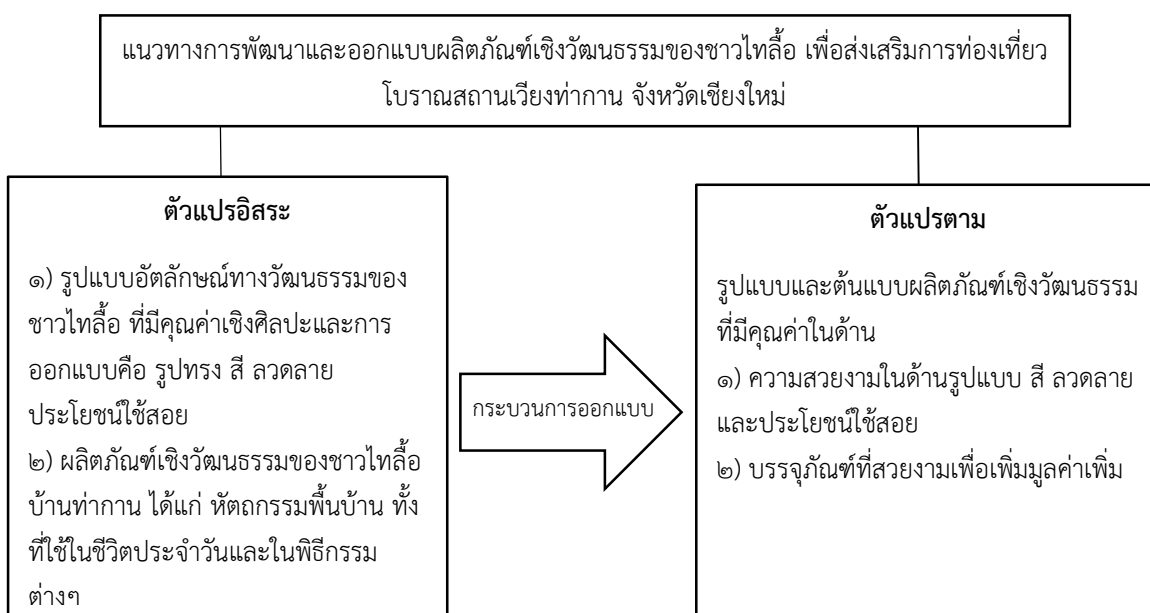 แนวทางการพัฒนาและออกแบบผลิตภัณฑ์เชิงวัฒนธรรมของชาวไทลื้อ เพื่อส่งเสริมการท่องเที่ยว
โบราณสถานเวียงท่ากาน จังหวัดเชียงใหม่
ตัวแปรอิสระ
๑) รูปแบบอัตลักษณ์ทางวัฒนธรรมของ
ชาวไทลื้อ ที่มีคุณค่าเชิงศิลปะและการ
ออกแบบคือ รูปทรง สี ลวดลาย
ประโยชน์ใช้สอย
๒) ผลิตภัณฑ์เชิงวัฒนธรรมของชาวไทลื้อ
บ้านท่ากาน ได้แก่ หัตถกรรมพื้นบ้าน ทั้ง
ที่ใช้ในชีวิตประจำวันและในพิธีกรรม
ต่างๆ
กระบวนการออกแบบ
ตัวแปรตาม
รูปแบบและต้นแบบผลิตภัณฑ์เชิงวัฒนธรรม
ที่มีคุณค่าในด้าน
๑) ความสวยงามในด้านรูปแบบ สี ลวดลาย
และประโยชน์ใช้สอย
๒) บรรจุภัณฑ์ที่สวยงามเพื่อเพิ่มมูลค่าเพิ่ม